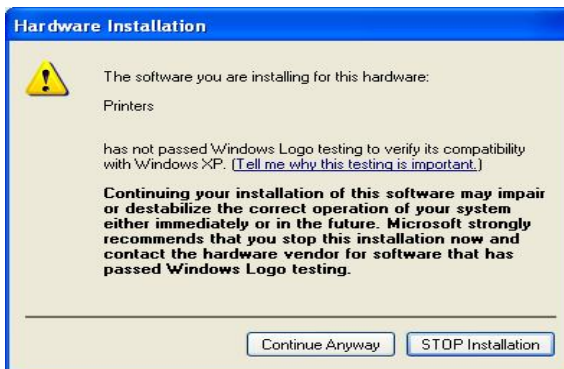 Hardware Installation
The software you are installing for this hardware:
Printers
has not passed Windows Logo testing to verify its compatibility
with Windows XP. (Tell me why this testing is important.)
Continuing your installation of this software may impair
or destabilize the correct operation of your system
either immediately or in the future. Microsoft strongly
recommends that you stop this installation now and
contact the hardware vendor for software that has
passed Windows Logo testing.
Continue Anyway
STOP Installation